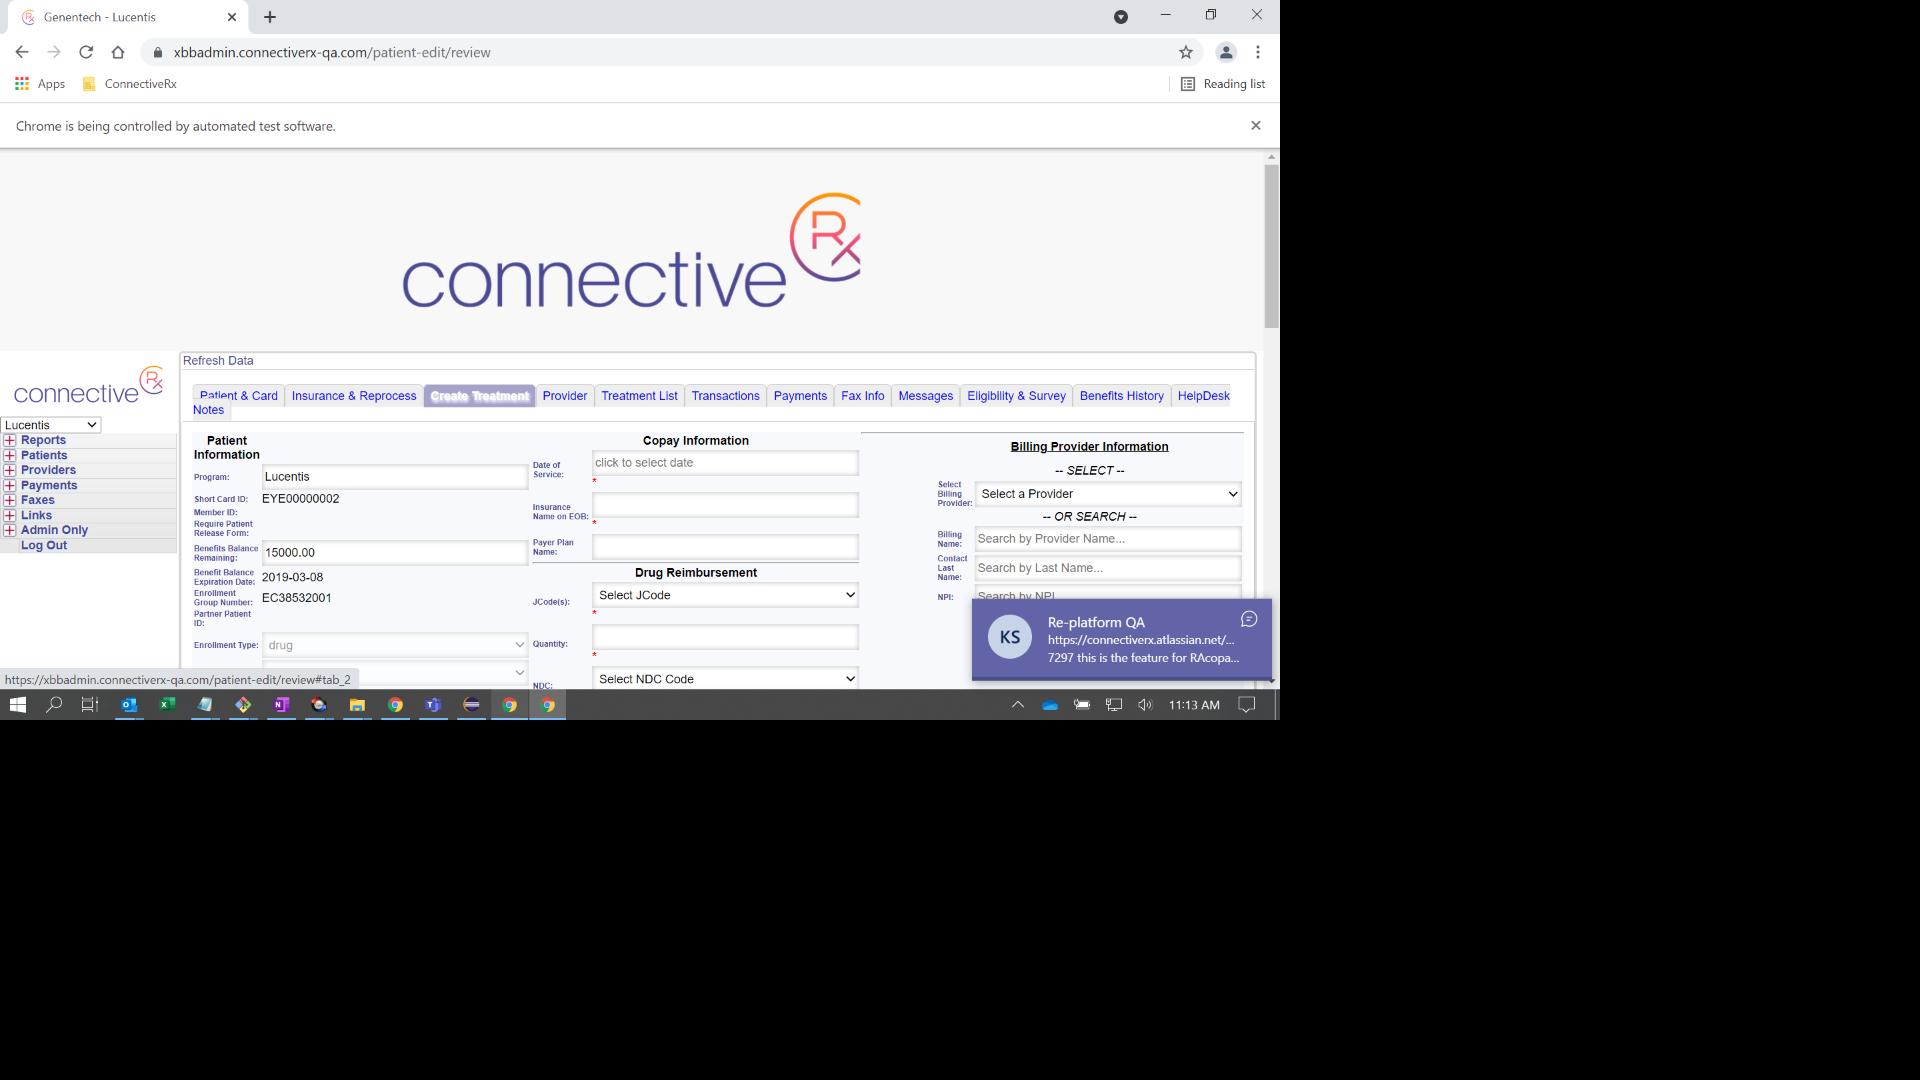 Genentech - Lucentis
xbbadmin.connectiverx-qa.com/patient-edit/review
Apps
ConnectiveRx
Reading list
Chrome is being controlled by automated test software.
connective Rx
connective Rx
Lucentis
Reports
Patients
Providers
Payments
Faxes
Links
Admin Only
Log Out
Refresh Data
Patient & Card
Insurance & Reprocess
Create Treatment
Provider
Treatment List
Transactions
Payments
Fax Info
Messages
Eligibility & Survey
Benefits History
HelpDesk
Notes
Patient
Information
Program:
Lucentis
Short Card ID:
EYE00000002
Member ID:
Require Patient
Release Form:
Benefits Balance
Remaining:
15000.00
Benefit Balance
Expiration Date:
2019-03-08
Enrollment
Group Number:
EC38532001
Partner Patient
ID:
Enrollment Type:
drug
Copay Information
Date of
Service:
click to select date
*
Insurance
Name on EOB:
*
Payer Plan
Name:
Drug Reimbursement
JCode(s):
Select JCode
*
Quantity:
*
NDC:
Select NDC Code
Billing Provider Information
-- SELECT --
Select
Billing
Provider:
Select a Provider
-- OR SEARCH --
Billing
Name:
Search by Provider Name...
Contact
Last
Name:
Search by Last Name...
NPI:
Search by NPI
KS
Re-platform QA
https://connectiverx.atlassian.net/...
7297 this is the feature for RAcopa...
https://xbbadmin.connectiverx-qa.com/patient-edit/review#tab_2
11:13 AM